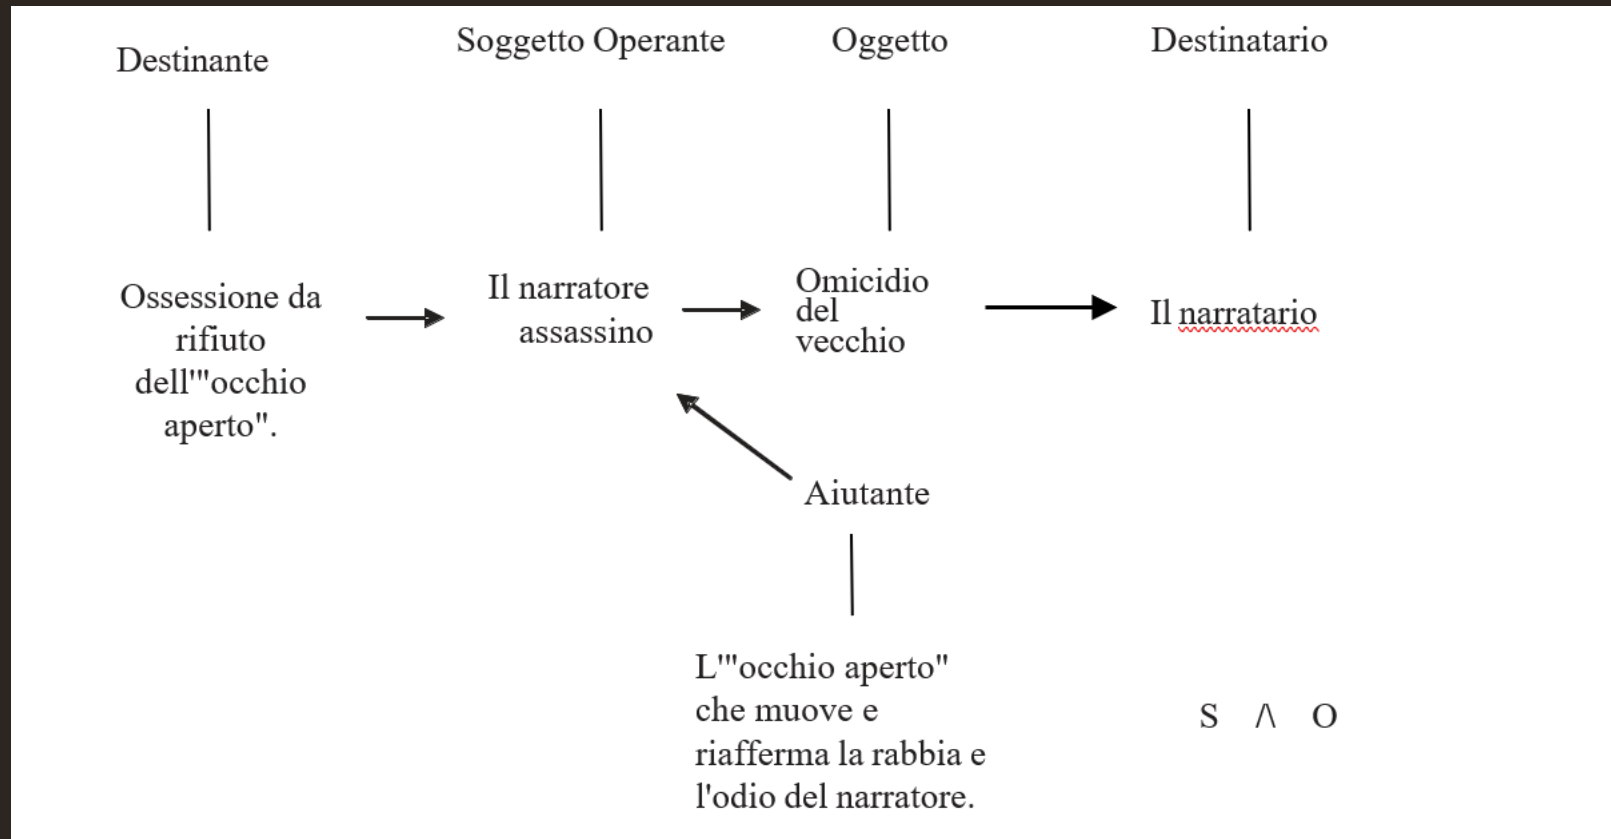 Destinante
Soggetto Operante
Oggetto
Destinatario
Ossessione da
rifiuto
dell'"occhio
aperto".
Il narratore
assassino
Omicidio
del
vecchio
Il narratario
Aiutante
L'"occhio aperto"
che muove e
riafferma la rabbia e
l'odio del narratore.
S /\ O